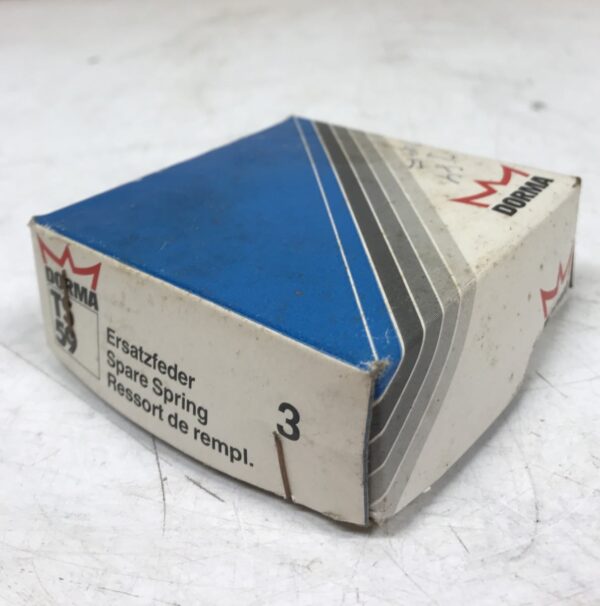 DORMA
DORMA
TS
59
Ersatzfeder
Spare Spring
Ressort de rempl.
3